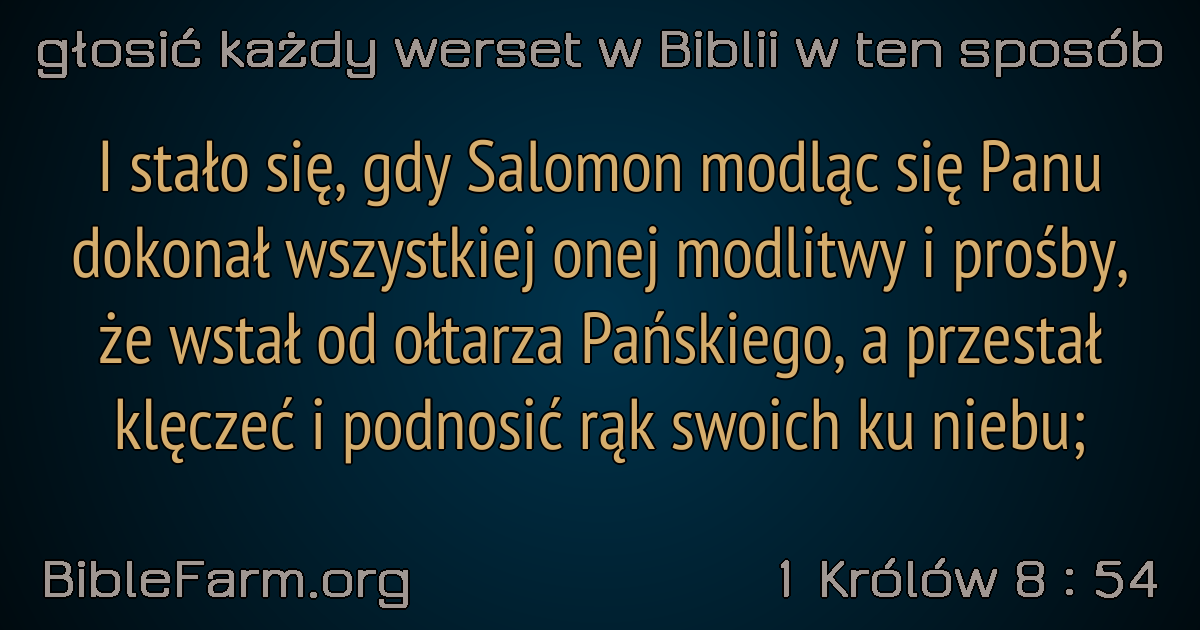 głosić każdy werset w Biblii w ten sposób
I stało się, gdy Salomon modląc się Panu
dokonał wszystkiej onej modlitwy i prośby,
że wstał od ołtarza Pańskiego, a przestał
klęczeć i podnosić rąk swoich ku niebu;
BibleFarm.org
1 Królów 8 : 54